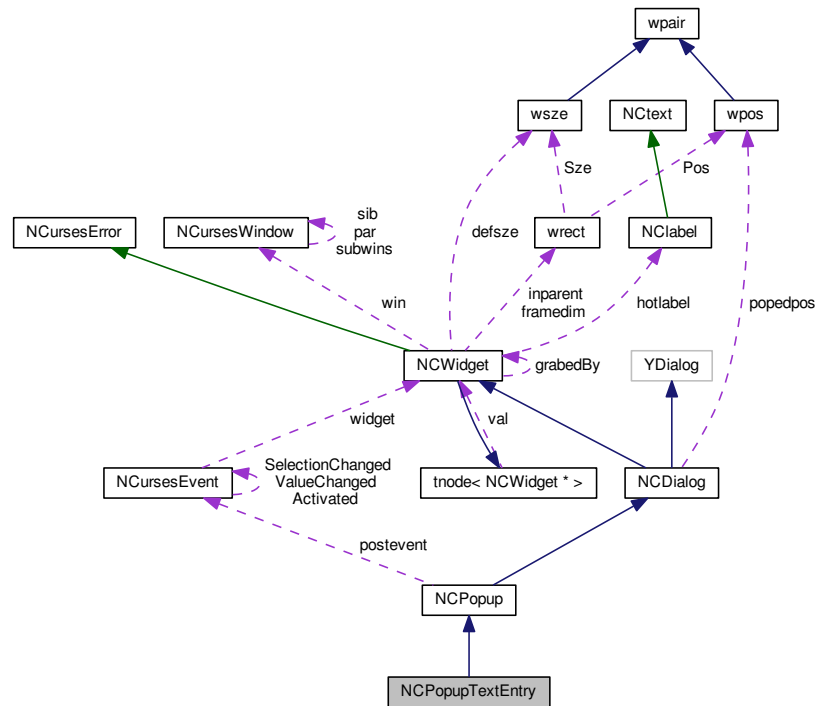 wpair
wsze
NCtext
wpos
Sze
Pos
NCursesError
NCursesWindow
sib
par
subwins
defsze
wrect
NClabel
win
inparent
framedim
hotlabel
popedpos
NCWidget
grabedBy
YDialog
widget
val
NCursesEvent
SelectionChanged
ValueChanged
Activated
tnode< NCWidget * >
NCDialog
postevent
NCPopup
NCPopupTextEntry